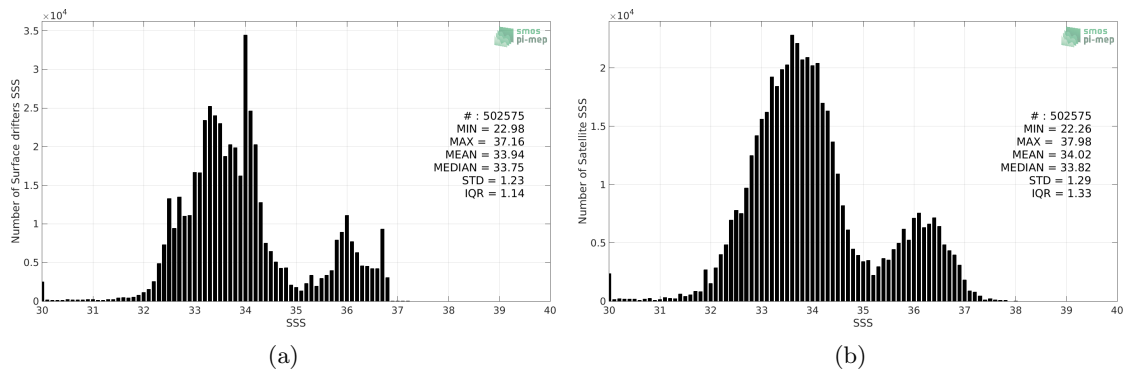 ×10⁴
3.5
3
2.5
2
1.5
1
0.5
0
30 31 32 33 34 35 36 37 38 39 40
SSS
Number of Surface drifters SSS
smos
pi-mep
# : 502575
MIN = 22.98
MAX = 37.16
MEAN = 33.94
MEDIAN = 33.75
STD = 1.23
IQR = 1.14
(a)
×10⁴
2
1.5
1
0.5
0
30 31 32 33 34 35 36 37 38 39 40
SSS
Number of Satellite SSS
smos
pi-mep
# : 502575
MIN = 22.26
MAX = 37.98
MEAN = 34.02
MEDIAN = 33.82
STD = 1.29
IQR = 1.33
(b)